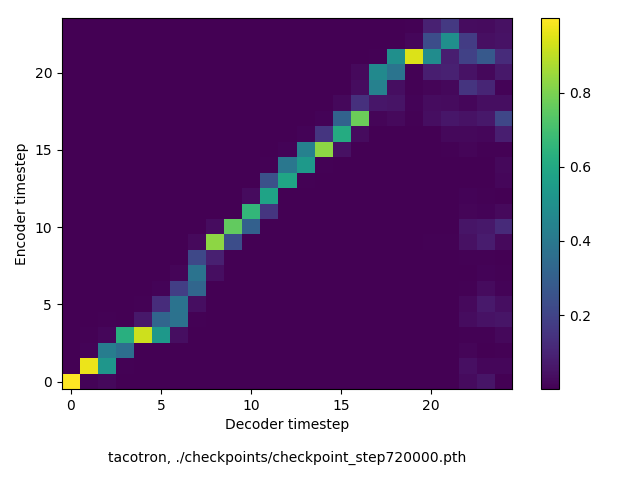 20
15
10
5
0
Encoder timestep
0 5 10 15 20
Decoder timestep
0.8
0.6
0.4
0.2
tacotron, ./checkpoints/checkpoint_step720000.pth